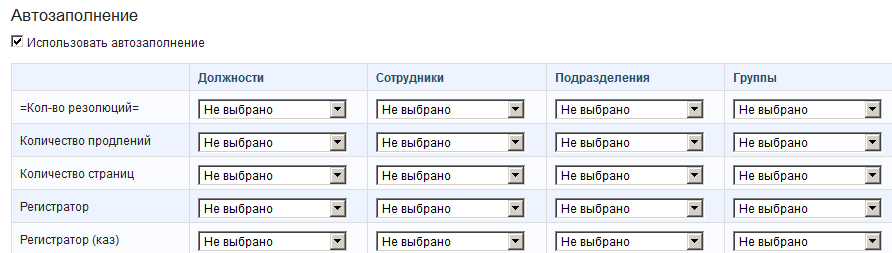 Автозаполнение
Использовать автозаполнение
Должности Сотрудники Подразделения Группы
=Кол-во резолюций= Не выбрано Не выбрано Не выбрано Не выбрано
Количество продлений Не выбрано Не выбрано Не выбрано Не выбрано
Количество страниц Не выбрано Не выбрано Не выбрано Не выбрано
Регистратор Не выбрано Не выбрано Не выбрано Не выбрано
Регистратор (каз) Не выбрано Не выбрано Не выбрано Не выбрано